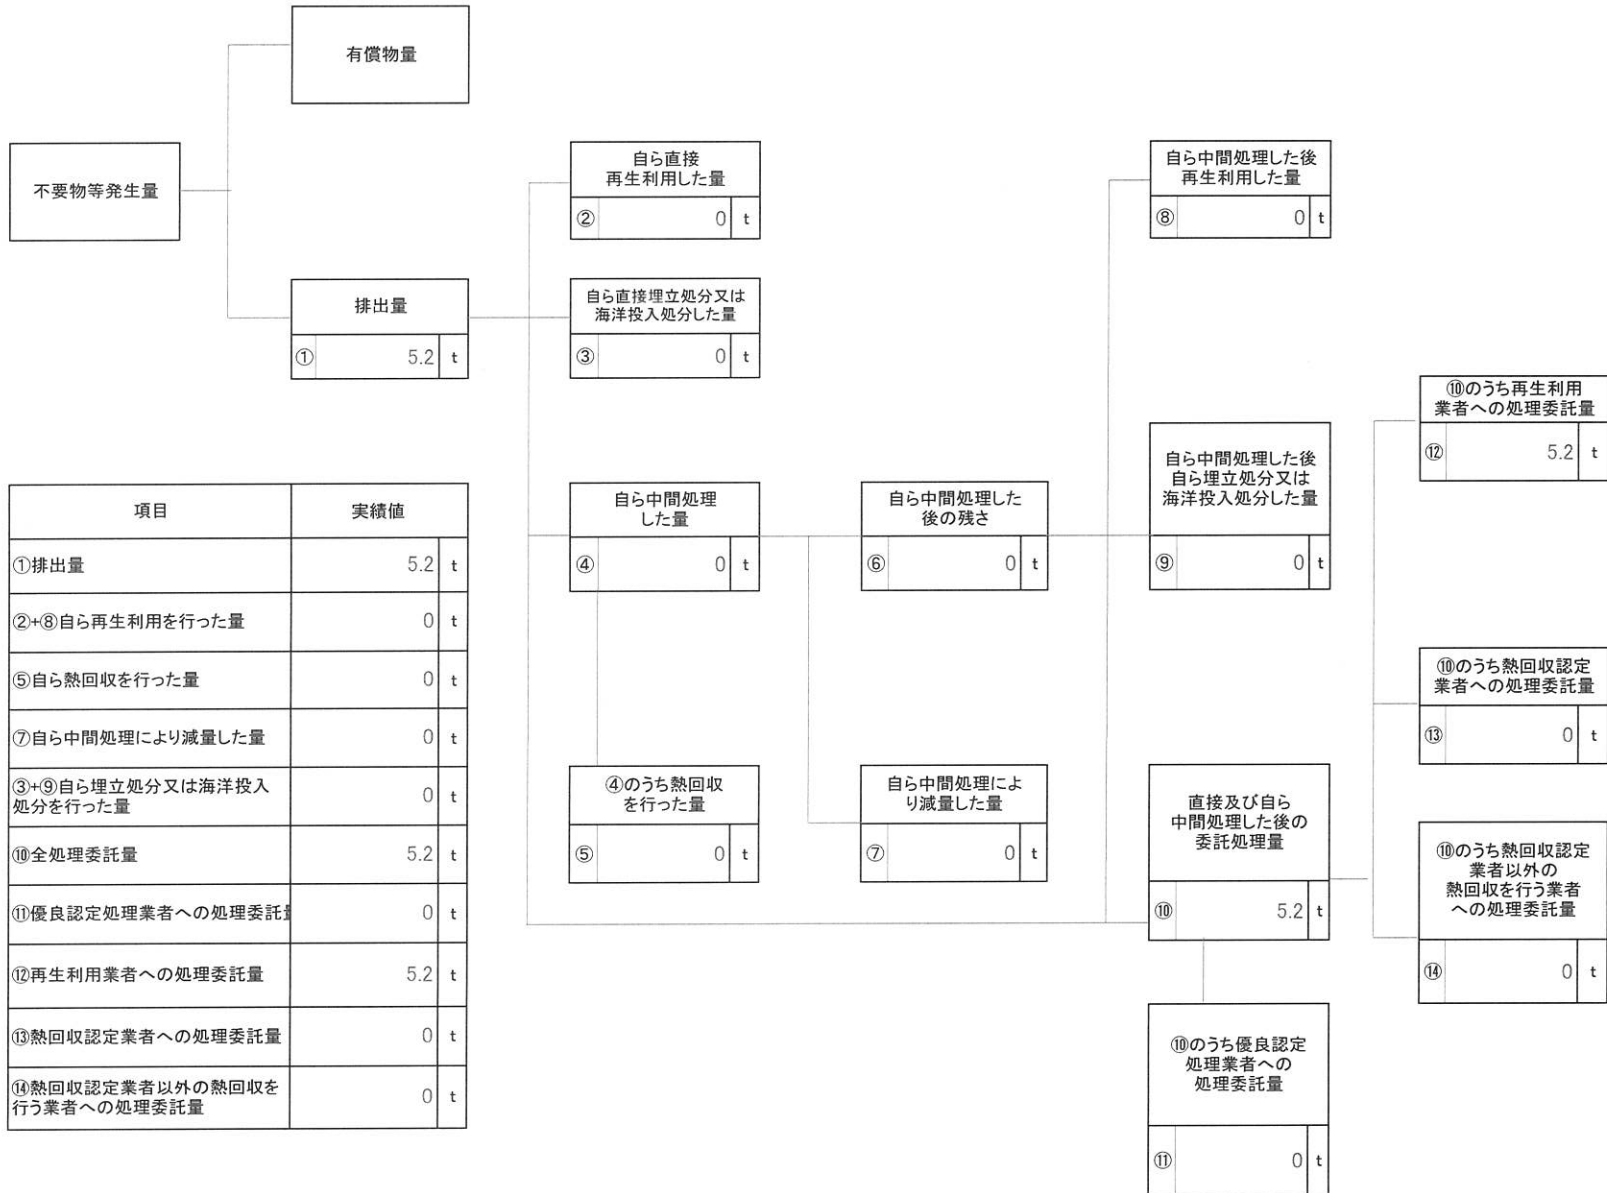 有償物量
不要物等発生量
排出量
① 5.2 t
自ら直接
再生利用した量
② 0 t
自ら直接埋立処分又は
海洋投入処分した量
③ 0 t
自ら中間処理
した量
④ 0 t
④のうち熱回収
を行った量
⑤ 0 t
自ら中間処理した
後の残さ
⑥ 0 t
自ら中間処理によ
り減量した量
⑦ 0 t
自ら中間処理した後
再生利用した量
⑧ 0 t
自ら中間処理した後
自ら埋立処分又は
海洋投入処分した量
⑨ 0 t
直接及び自ら
中間処理した後の
委託処理量
⑩ 5.2 t
⑩のうち優良認定
処理業者への
処理委託量
⑪ 0 t
⑩のうち再生利用
業者への処理委託量
⑫ 5.2 t
⑩のうち熱回収認定
業者への処理委託量
⑬ 0 t
⑩のうち熱回収認定
業者以外の
熱回収を行う業者
への処理委託量
⑭ 0 t
項目 実績値
①排出量 5.2 t
②+⑧自ら再生利用を行った量 0 t
⑤自ら熱回収を行った量 0 t
⑦自ら中間処理により減量した量 0 t
③+⑨自ら埋立処分又は海洋投入
処分を行った量 0 t
⑩全処理委託量 5.2 t
⑪優良認定処理業者への処理委託 0 t
⑫再生利用業者への処理委託量 5.2 t
⑬熱回収認定業者への処理委託量 0 t
⑭熱回収認定業者以外の熱回収を
行う業者への処理委託量 0 t